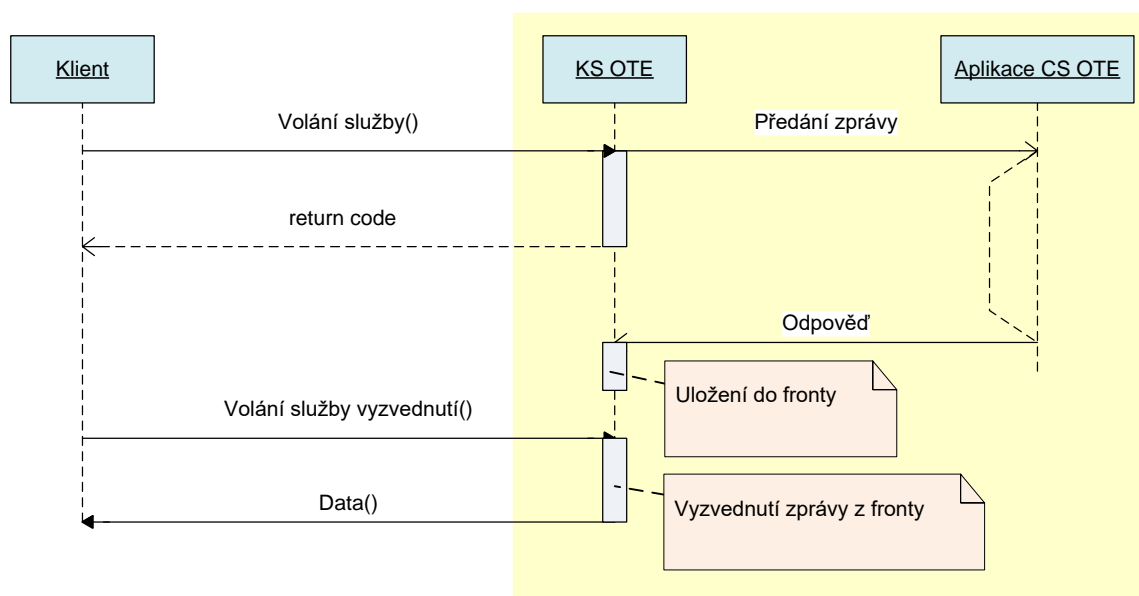 Klient
KS OTE
Aplikace CS OTE
Volání služby()
Předání zprávy
return code
Odpověď
Uložení do fronty
Volání služby vyzvednutí()
Data()
Vyzvednutí zprávy z fronty